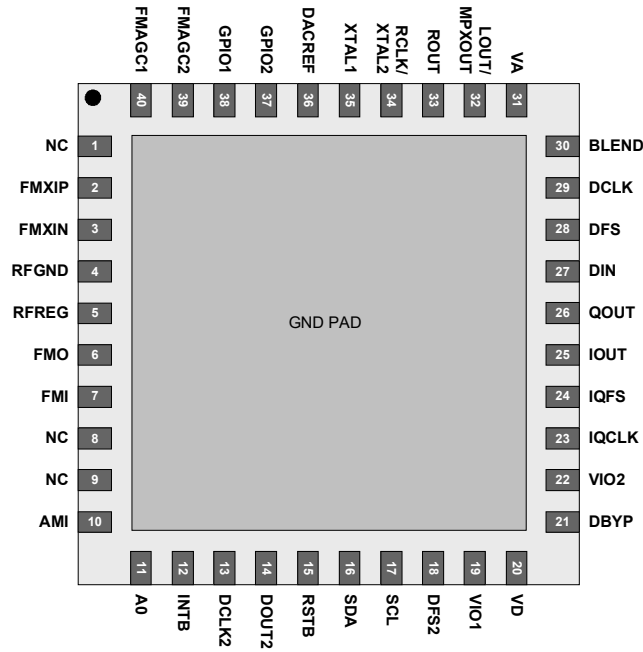 FMAGC1
FMAGC2
GPIO1
GPIO2
DACREF
XTAL1
RCLK/
XTAL2
ROUT
LOUT/
MPXOUT
VA
40
39
38
37
36
35
34
33
32
31
NC 1
FMXIP 2
FMXIN 3
RFGND 4
RFREG 5
FMO 6
FMI 7
NC 8
NC 9
AMI 10
GND PAD
30 BLEND
29 DCLK
28 DFS
27 DIN
26 QOUT
25 IOUT
24 IQFS
23 IQCLK
22 VIO2
21 DBYP
11
12
13
14
15
16
17
18
19
20
A0
INTB
DCLK2
DOUT2
RSTB
SDA
SCL
DFS2
VIO1
VD